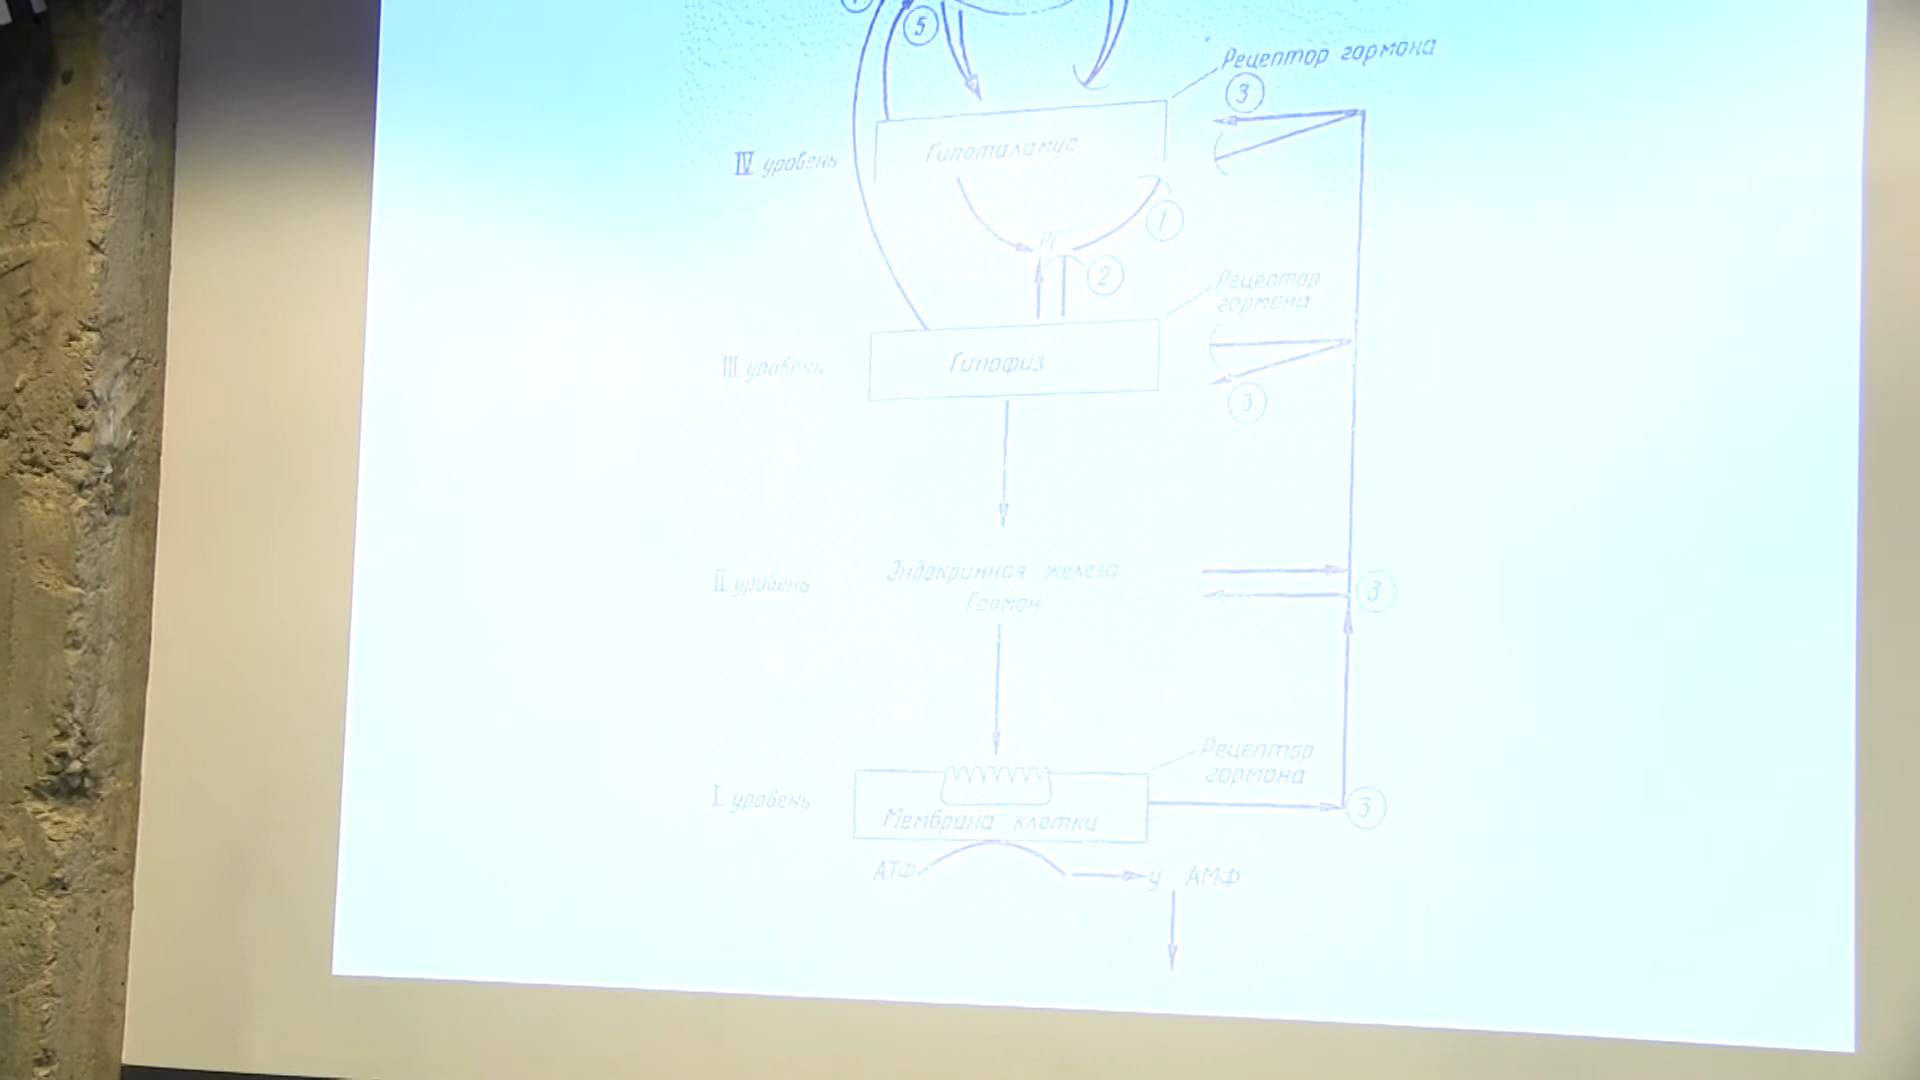 5
Рецептор гормона
3
IV уровень
Гипоталамус
1
РГ
2
Рецептор
гормона
III уровень
Гипофиз
3
II уровень
Эндокринная железа
Гормон
3
Рецептор
гормона
I уровень
Мембрана клетки
3
АТФ
У АМФ